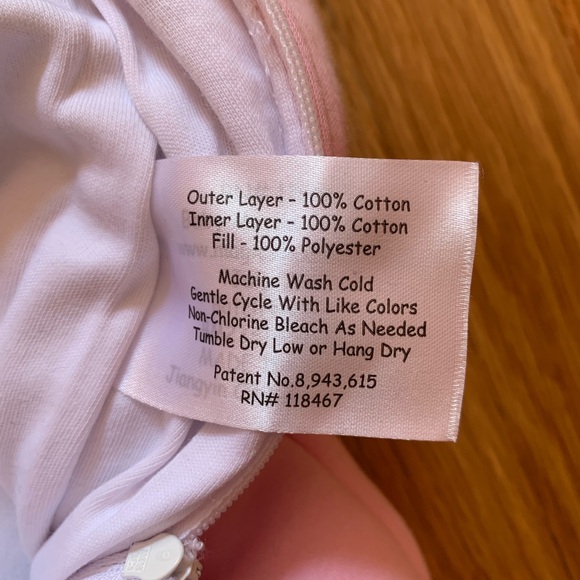 Outer Layer - 100% Cotton
Inner Layer - 100% Cotton
Fill - 100% Polyester
Machine Wash Cold
Gentle Cycle With Like Colors
Non-Chlorine Bleach As Needed
Tumble Dry Low or Hang Dry
Patent No.8,943,615
RN# 118467